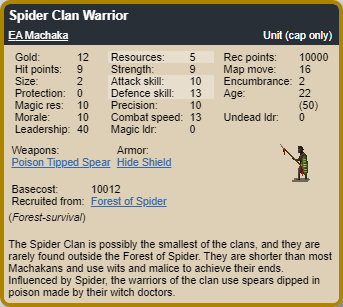 Spider Clan Warrior
EA Machaka Unit (cap only)
Gold: 12 Resources: 5 Rec points: 10000
Hit points: 9 Strength: 9 Map move: 16
Size: 2 Attack skill: 10 Encumbrance: 2
Protection: 0 Defence skill: 13 Age: 22
Magic res: 10 Precision: 10 (50)
Morale: 10 Combat speed: 13 Undead ldr: 0
Leadership: 40 Magic ldr: 0
Weapons: Armor:
Poison Tipped Spear Hide Shield
Basecost: 10012
Recruited from: Forest of Spider
(Forest-survival)
The Spider Clan is possibly the smallest of the clans, and they are
rarely found outside the Forest of Spider. They are shorter than most
Machakans and use wits and malice to achieve their ends.
Influenced by Spider, the warriors of the clan use spears dipped in
poison made by their witch doctors.